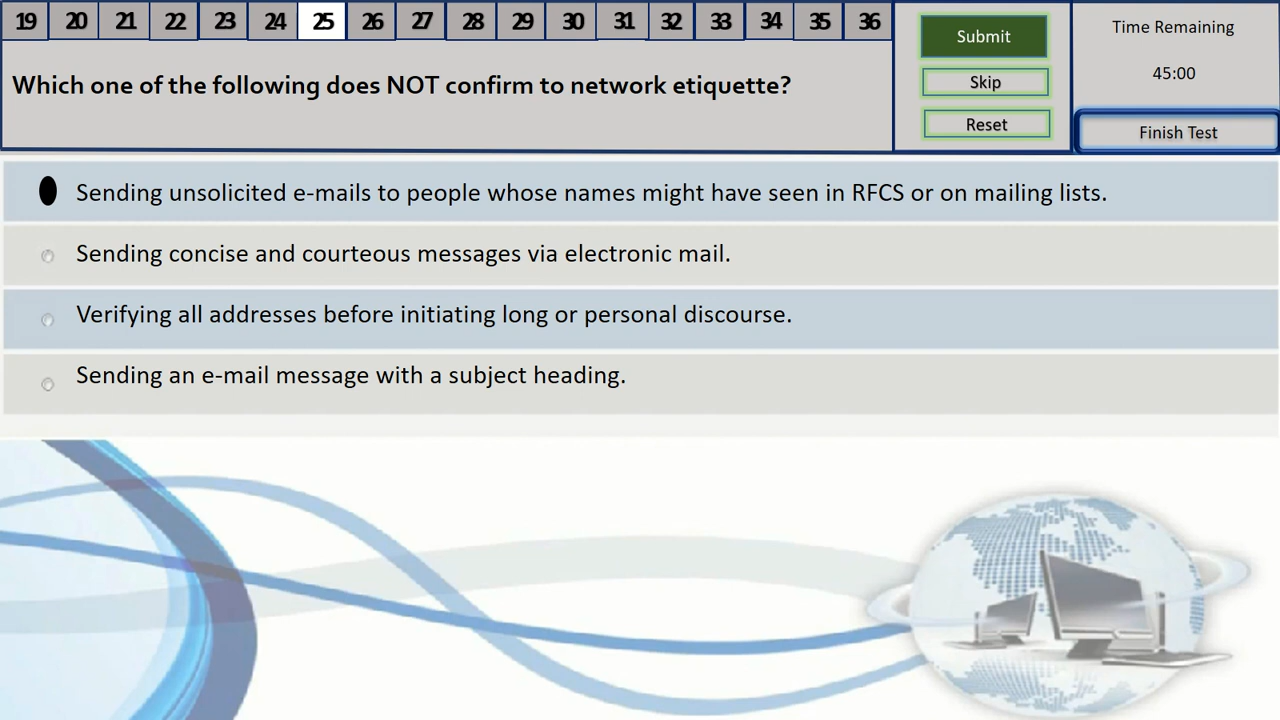 19 20 21 22 23 24 25 26 27 28 29 30 31 32 33 34 35 36
Submit
Time Remaining
Which one of the following does NOT confirm to network etiquette?
Skip
45:00
Reset
Finish Test
Sending unsolicited e-mails to people whose names might have seen in RFCS or on mailing lists.
Sending concise and courteous messages via electronic mail.
Verifying all addresses before initiating long or personal discourse.
Sending an e-mail message with a subject heading.